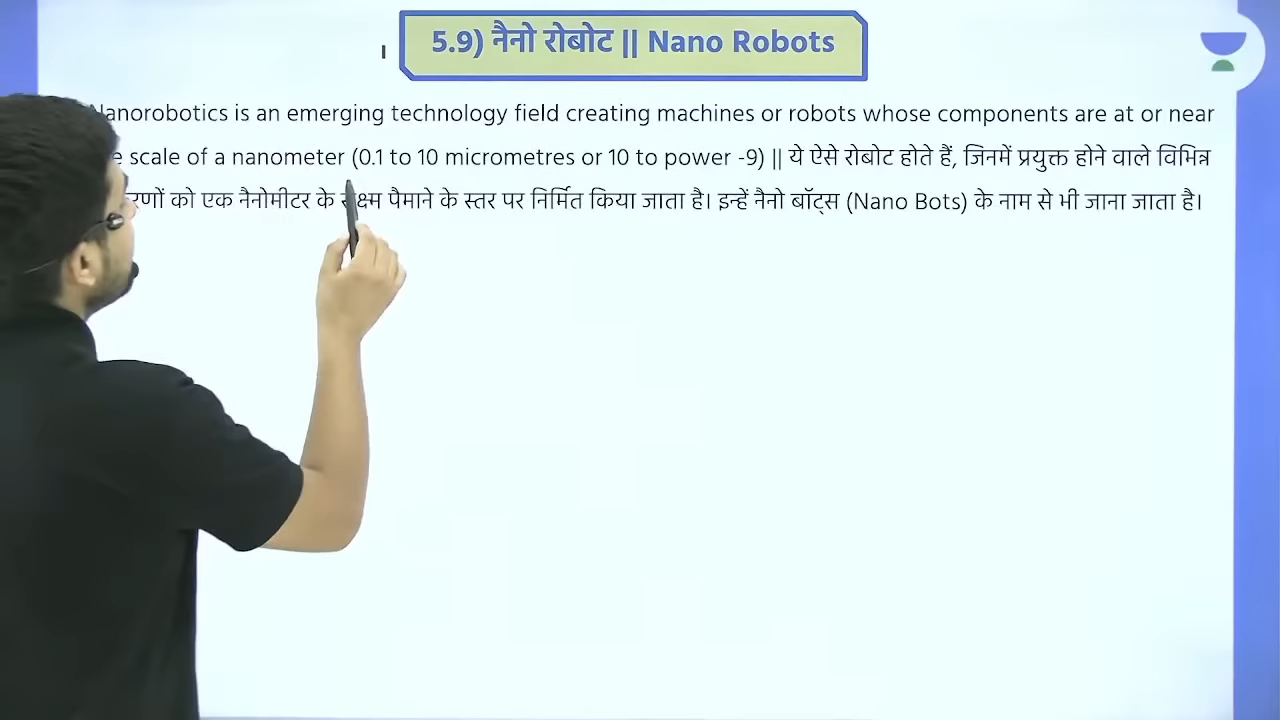 5.9) नैनो रोबोट || Nano Robots
Nanorobotics is an emerging technology field creating machines or robots whose components are at or near
scale of a nanometer (0.1 to 10 micrometres or 10 to power -9) || ये ऐसे रोबोट होते हैं, जिनमें प्रयुक्त होने वाले विभिन्न
को एक नैनोमीटर के सूक्ष्म पैमाने के स्तर पर निर्मित किया जाता है। इन्हें नैनो बॉट्स (Nano Bots) के नाम से भी जाना जाता है।